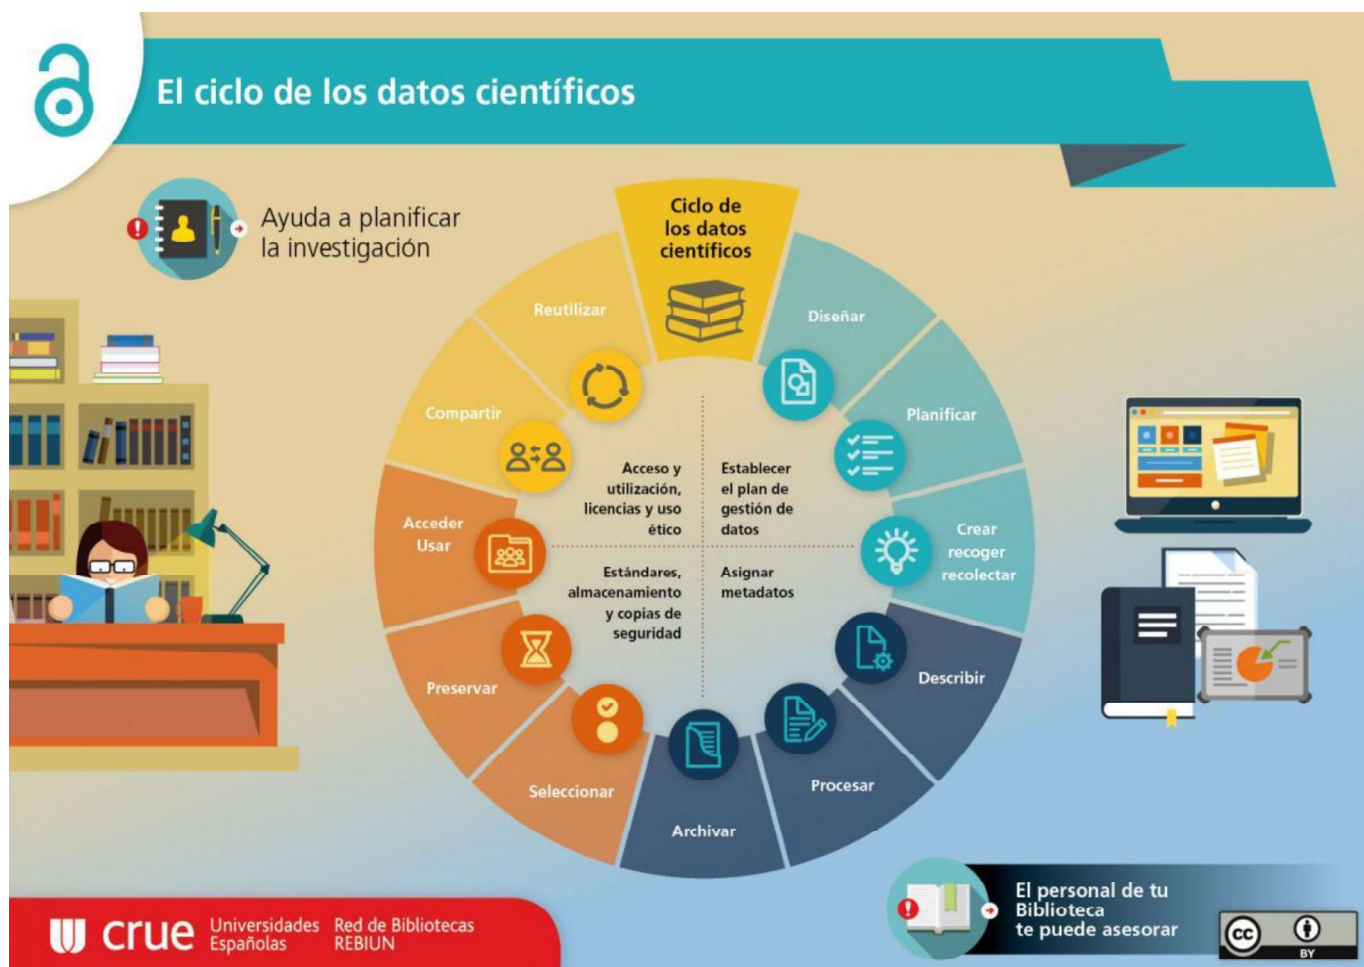 El ciclo de los datos científicos
Ayuda a planificar
la investigación
Ciclo de
los datos
científicos
Diseñar
Planificar
Crear
recoger
recolectar
Describir
Procesar
Archivar
Seleccionar
Preservar
Acceder
Usar
Compartir
Reutilizar
Acceso y
utilización,
licencias y uso
ético
Establecer
el plan de
gestión de
datos
Estándares,
almacenamiento
y copias de
seguridad
Asignar
metadatos
crue
Universidades
Españolas
Red de Bibliotecas
REBIUN
El personal de tu
Biblioteca
te puede asesorar
cc
BY